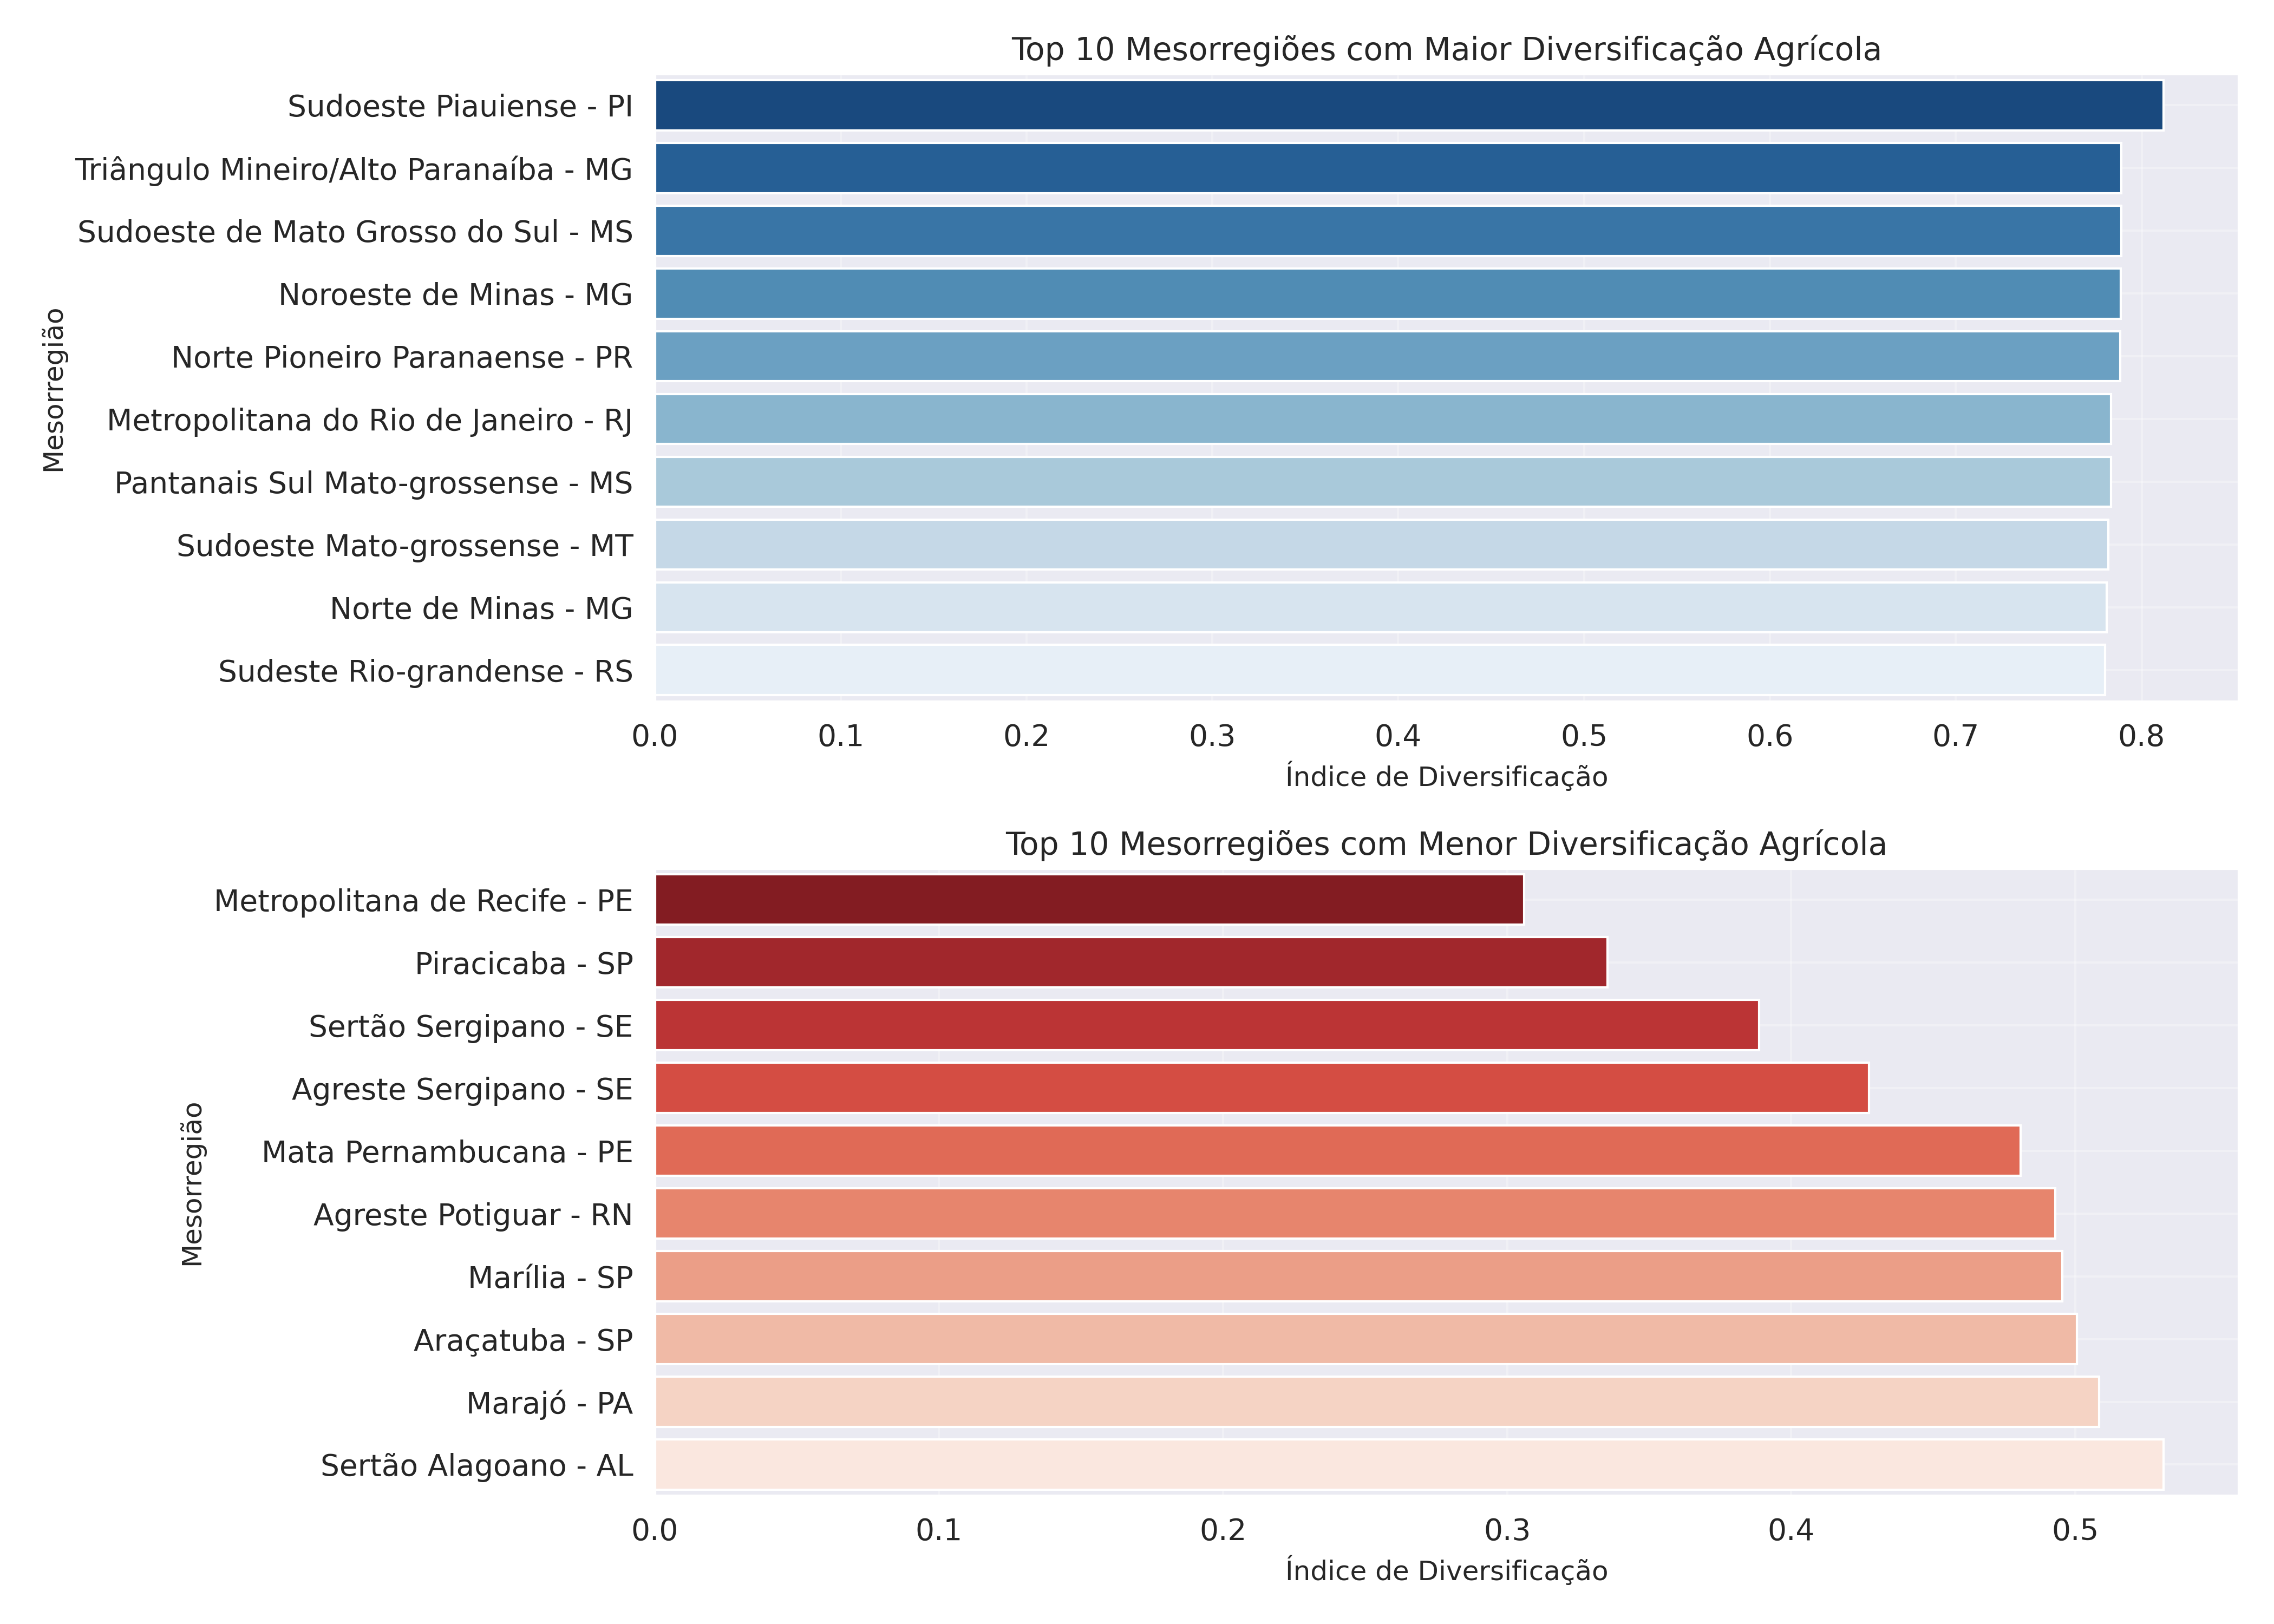 Top 10 Mesorregiões com Maior Diversificação Agrícola
Mesorregião
Sudoeste Piauiense - PI
Triângulo Mineiro/Alto Paranaíba - MG
Sudoeste de Mato Grosso do Sul - MS
Noroeste de Minas - MG
Norte Pioneiro Paranaense - PR
Metropolitana do Rio de Janeiro - RJ
Pantanais Sul Mato-grossense - MS
Sudoeste Mato-grossense - MT
Norte de Minas - MG
Sudeste Rio-grandense - RS
0.0 0.1 0.2 0.3 0.4 0.5 0.6 0.7 0.8
Índice de Diversificação
Top 10 Mesorregiões com Menor Diversificação Agrícola
Mesorregião
Metropolitana de Recife - PE
Piracicaba - SP
Sertão Sergipano - SE
Agreste Sergipano - SE
Mata Pernambucana - PE
Agreste Potiguar - RN
Marília - SP
Araçatuba - SP
Marajó - PA
Sertão Alagoano - AL
0.0 0.1 0.2 0.3 0.4 0.5
Índice de Diversificação